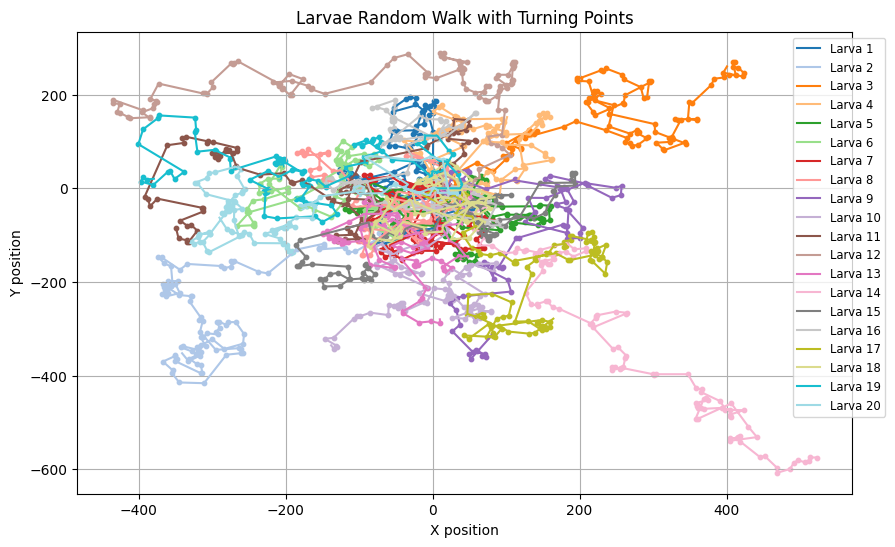 Larvae Random Walk with Turning Points
Y position
200
0
−200
−400
−600
−400
−200
0
200
400
X position
Larva 1
Larva 2
Larva 3
Larva 4
Larva 5
Larva 6
Larva 7
Larva 8
Larva 9
Larva 10
Larva 11
Larva 12
Larva 13
Larva 14
Larva 15
Larva 16
Larva 17
Larva 18
Larva 19
Larva 20